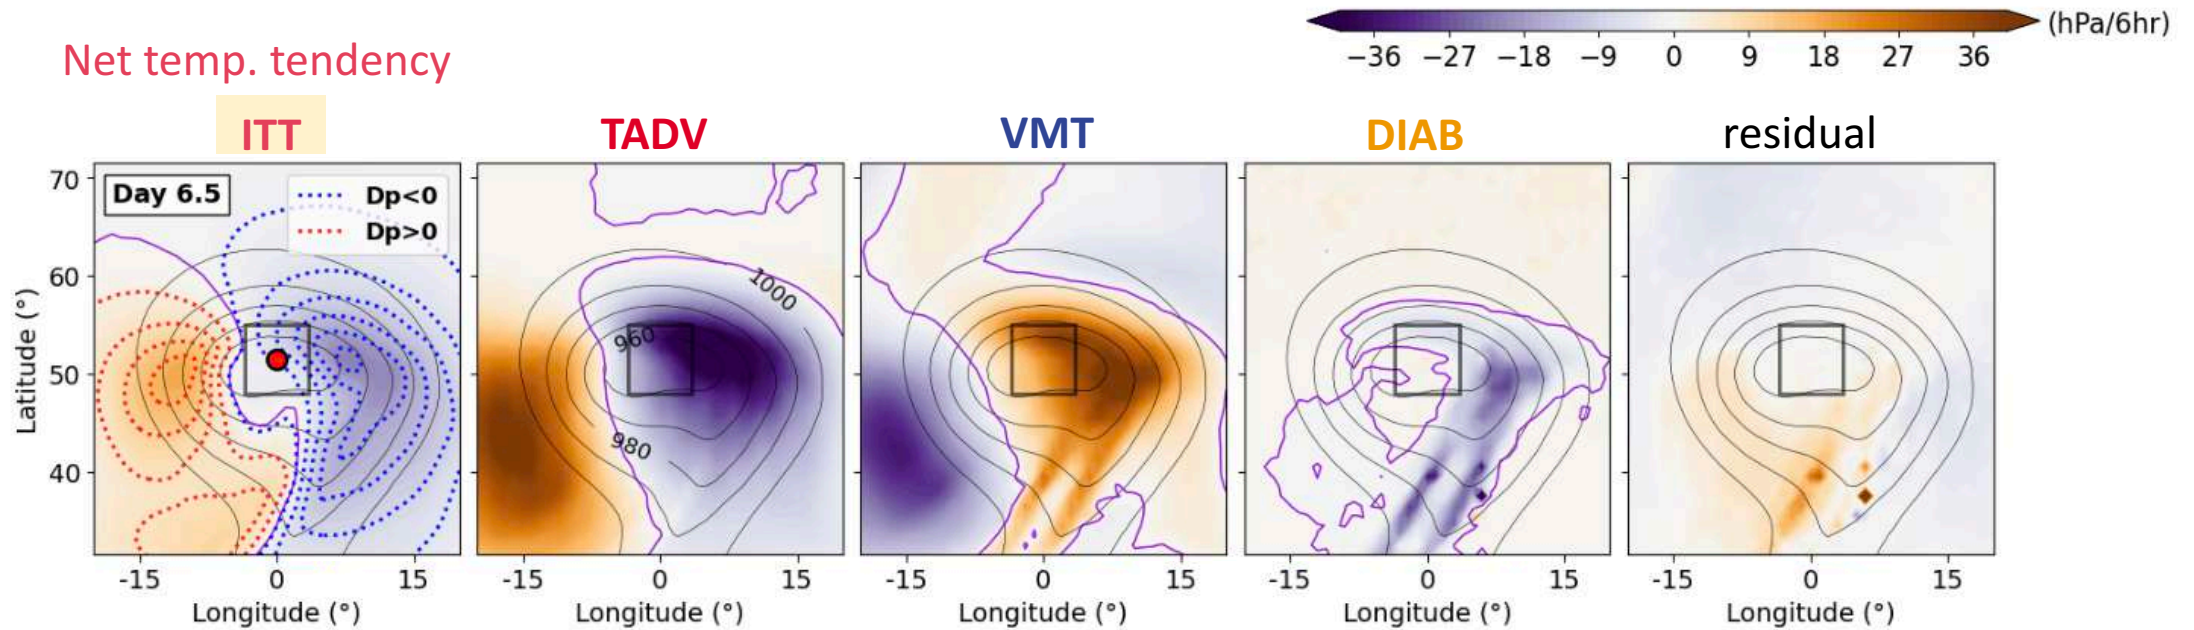 (hPa/6hr)
−36 −27 −18 −9 0 9 18 27 36
Net temp. tendency
ITT TADV VMT DIAB residual
Day 6.5
Dp<0
Dp>0
70
60
50
40
Latitude (°)
1000
960
980
-15 0 15 -15 0 15 -15 0 15 -15 0 15 -15 0 15
Longitude (°) Longitude (°) Longitude (°) Longitude (°) Longitude (°)